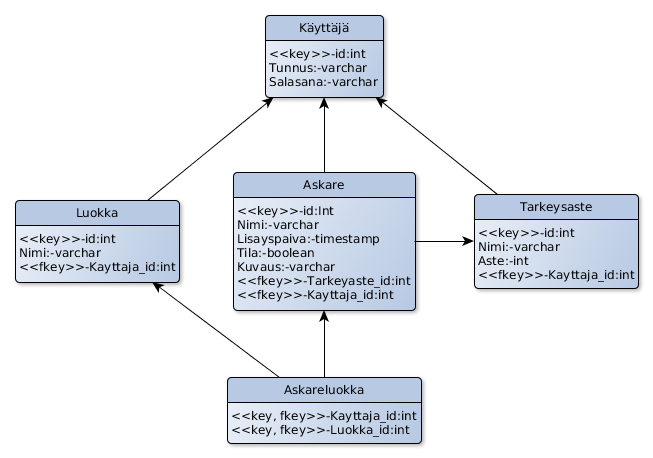 Käyttäjä
<<key>>-id:int
Tunnus:-varchar
Salasana:-varchar
Luokka
<<key>>-id:int
Nimi:-varchar
<<fkey>>-Kayttaja_id:int
Askare
<<key>>-id:Int
Nimi:-varchar
Lisayspaiva:-timestamp
Tila:-boolean
Kuvaus:-varchar
<<fkey>>-Tarkeyaste_id:int
<<fkey>>-Kayttaja_id:int
Tarkeysaste
<<key>>-id:int
Nimi:-varchar
Aste:-int
<<fkey>>-Kayttaja_id:int
Askareluokka
<<key, fkey>>-Kayttaja_id:int
<<key, fkey>>-Luokka_id:int